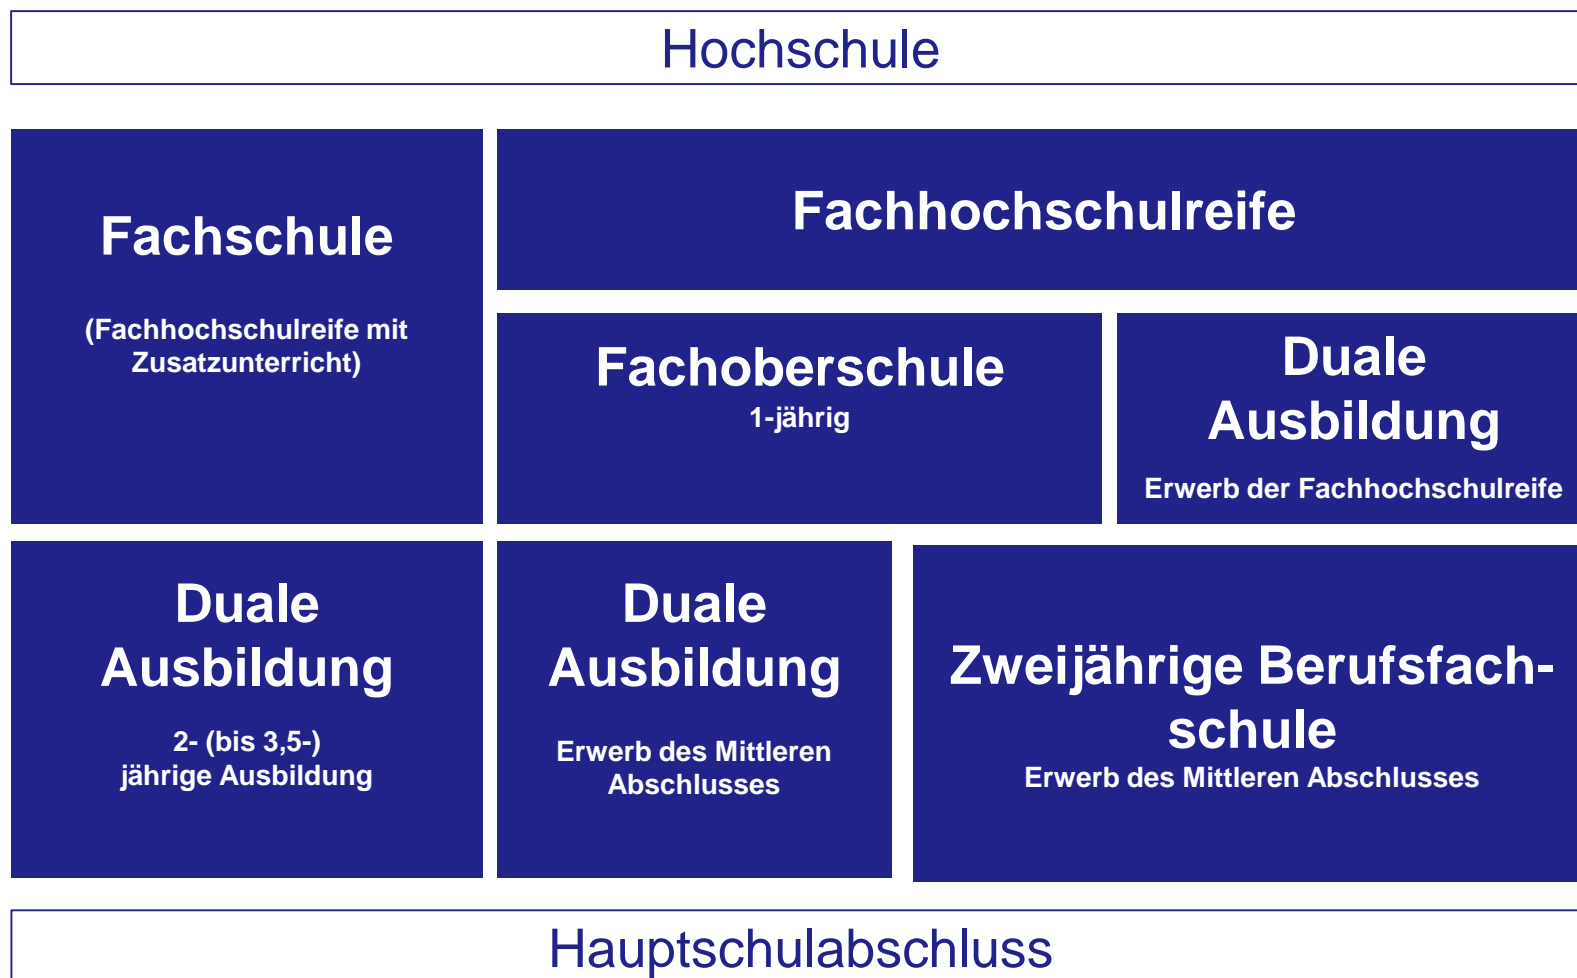 Hochschule
Fachschule
(Fachhochschulreife mit
Zusatzunterricht)
Fachhochschulreife
Fachoberschule
1-jährig
Duale
Ausbildung
Erwerb der Fachhochschulreife
Duale
Ausbildung
2- (bis 3,5-)
jährige Ausbildung
Duale
Ausbildung
Erwerb des Mittleren
Abschlusses
Zweijährige Berufsfach-
schule
Erwerb des Mittleren Abschlusses
Hauptschulabschluss